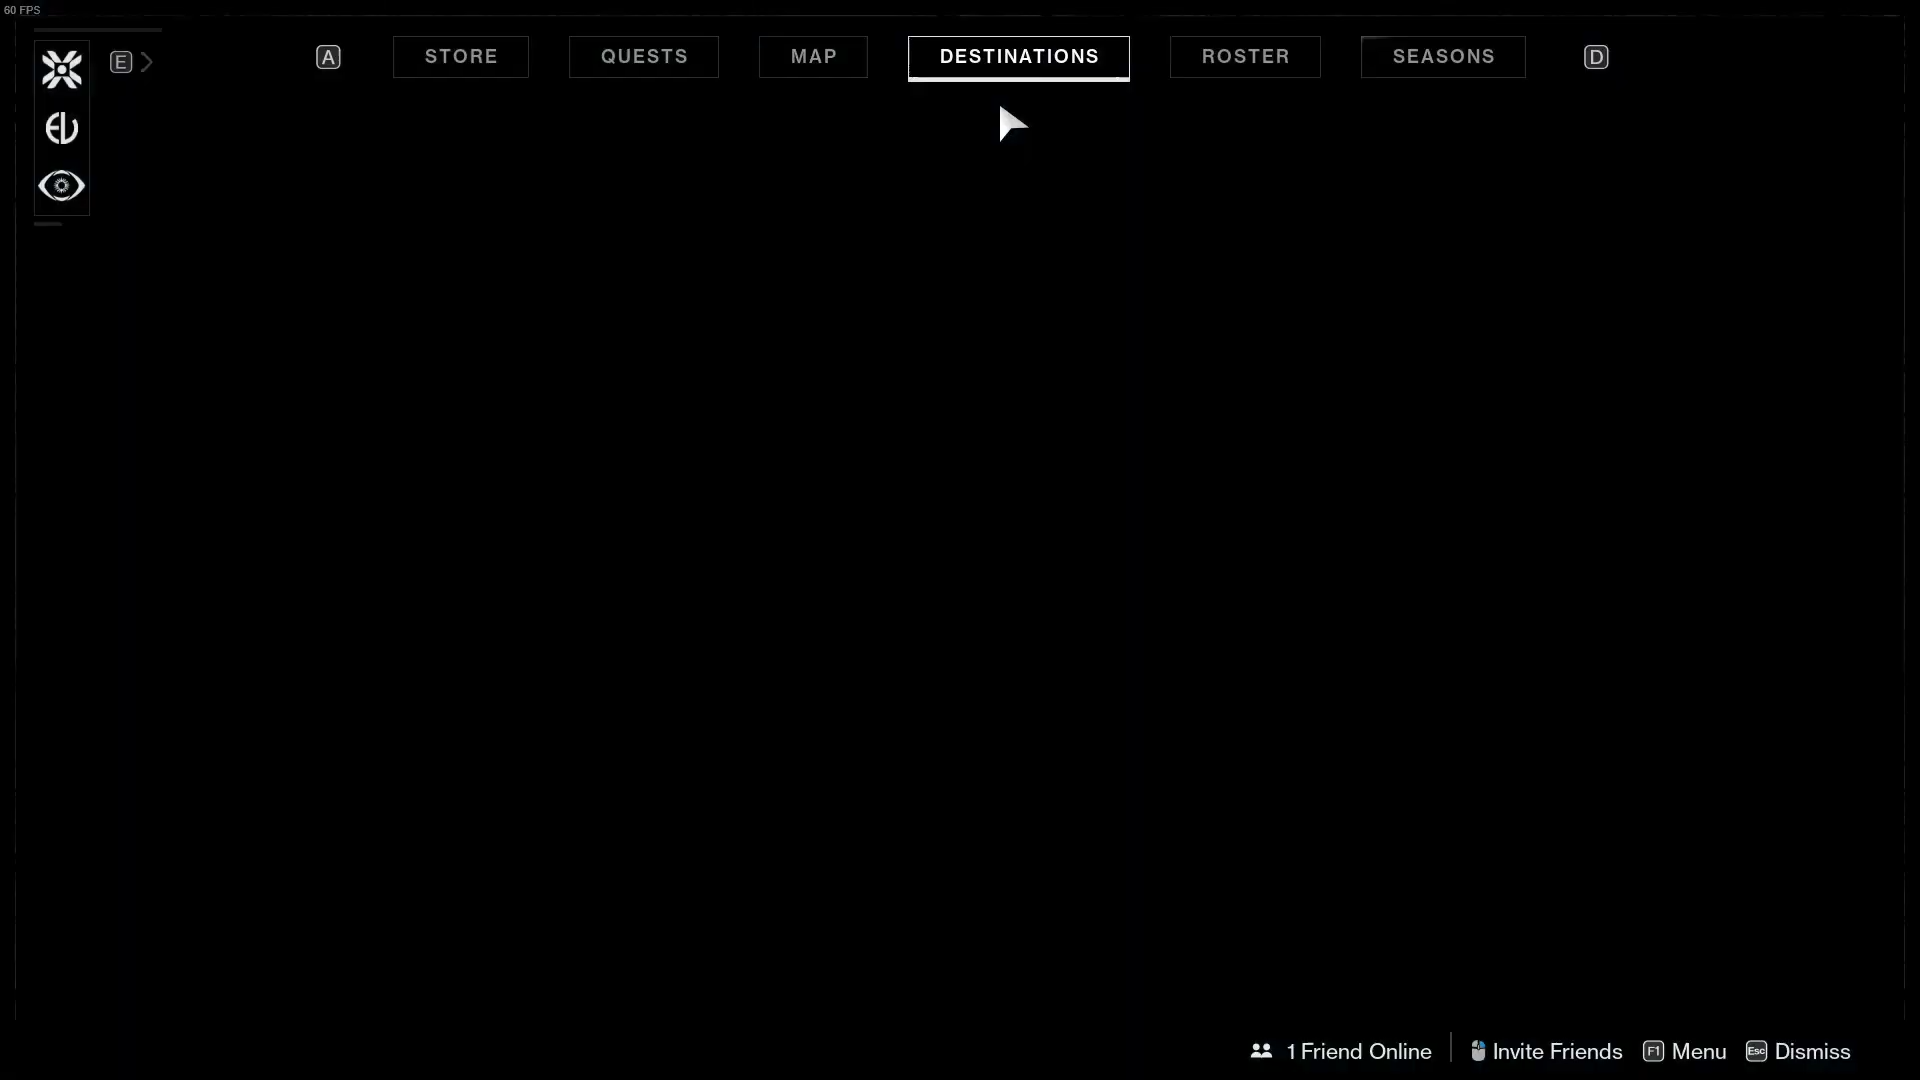 60 FPS
E
A
STORE
QUESTS
MAP
DESTINATIONS
ROSTER
SEASONS
D
1 Friend Online
Invite Friends
F1 Menu
Esc Dismiss